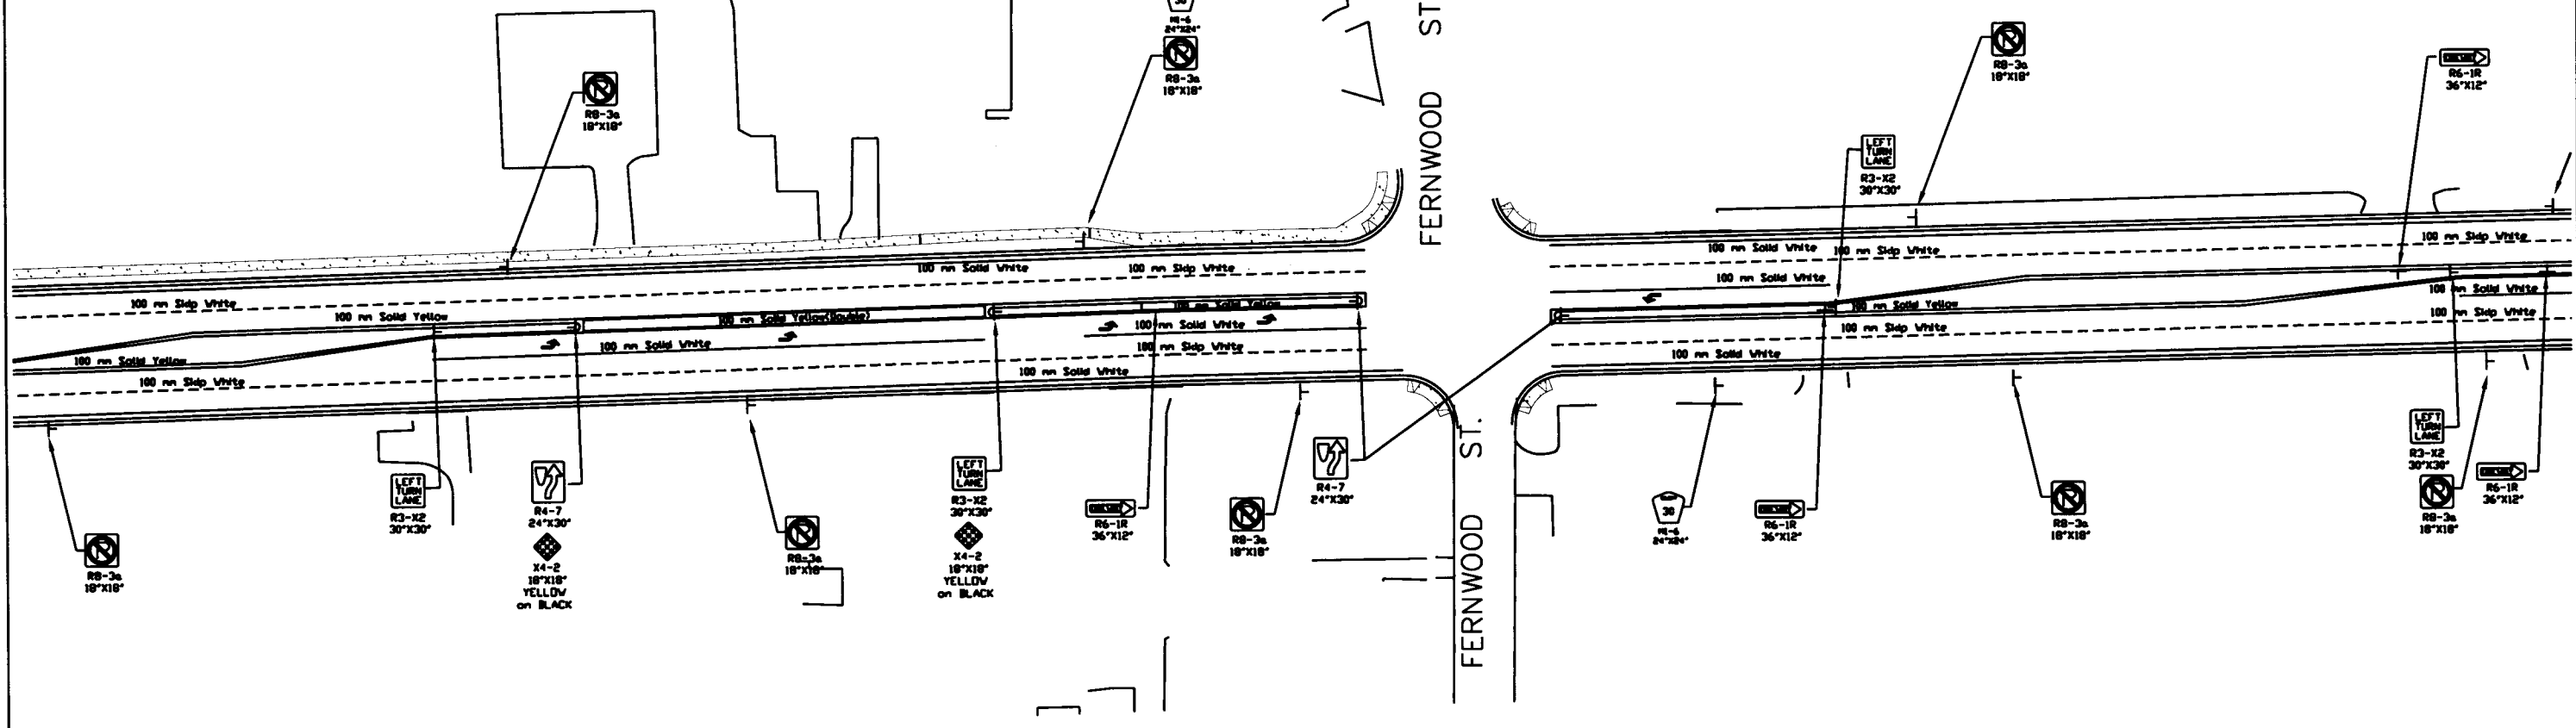 30
M1-6
24"X24"
R8-3a
18"X18"
R8-3a
18"X18"
FERNWOOD ST
R8-3a
18"X18"
R6-1R
36"X12"
LEFT
TURN
LANE
R3-X2
30"X30"
100 mm Solid White
100 mm Skip White
100 mm Solid White
100 mm Skip White
100 mm Skip White
100 mm Skip White
100 mm Solid Yellow
100 mm Solid Yellow(Double)
100 mm Solid Yellow
100 mm Solid White
100 mm Solid Yellow
100 mm Solid White
100 mm Solid Yellow
100 mm Skip White
100 mm Solid White
100 mm Solid White
100 mm Skip White
100 mm Solid White
100 mm Skip White
100 mm Solid White
100 mm Skip White
R8-3a
18"X18"
LEFT
TURN
LANE
R3-X2
30"X30"
R4-7
24"X30"
X4-2
18"X18"
YELLOW
on BLACK
R8-3a
18"X18"
LEFT
TURN
LANE
R3-X2
30"X30"
X4-2
18"X18"
YELLOW
on BLACK
R6-1R
36"X12"
R8-3a
18"X18"
R4-7
24"X30"
FERNWOOD ST.
30
M1-6
24"X24"
R6-1R
36"X12"
R8-3a
18"X18"
LEFT
TURN
LANE
R3-X2
30"X30"
R8-3a
18"X18"
R6-1R
36"X12"